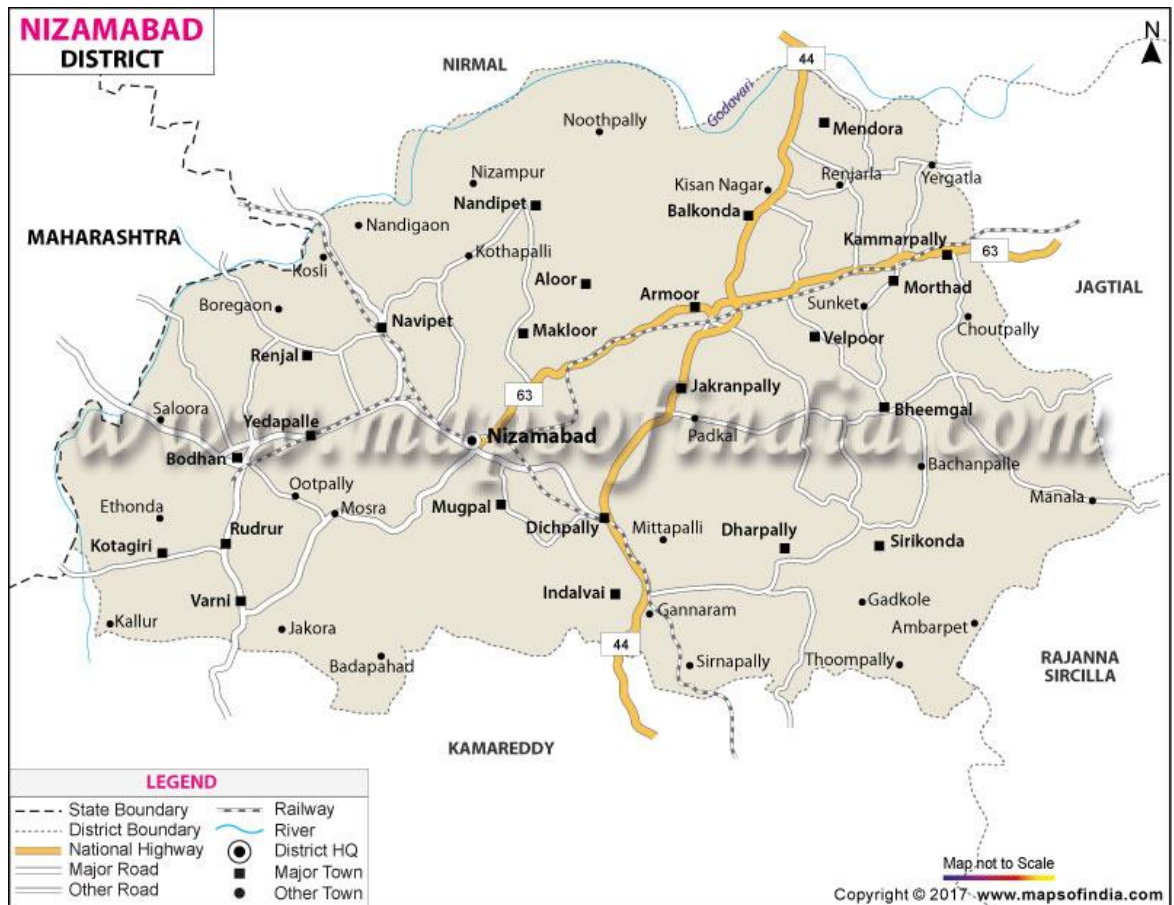 NIZAMABAD
DISTRICT
N
NIRMAL
44
Godavari
Noothpally
Mendora
Nizampur
Kisan Nagar
Renjarla
Yergatla
Nandipet
Balkonda
Nandigaon
MAHARASHTRA
Kothapalli
Kammarpally
63
Kosli
Aloor
Morthad
JAGTIAL
Boregaon
Armoor
Sunket
Choutpally
Navipet
Makloor
Velpoor
Renjal
63
Jakranpally
Saloora
Bheemgal
www.mapsofindia.com
Yedapalle
Nizamabad
Padkal
Bodhan
Bachanpalle
Ootpally
Manala
Ethonda
Mosra
Mugpal
Dichpally
Mittapalli
Dharpally
Rudrur
Sirikonda
Kotagiri
Varni
Indalvai
Gadkole
Gannaram
Kallur
Jakora
Ambarpet
44
Badapahad
Sirnapally
Thoompally
RAJANNA
SIRCILLA
KAMAREDDY
LEGEND
State Boundary
District Boundary
National Highway
Major Road
Other Road
Railway
River
District HQ
Major Town
Other Town
Map not to Scale
Copyright © 2017 www.mapsofindia.com